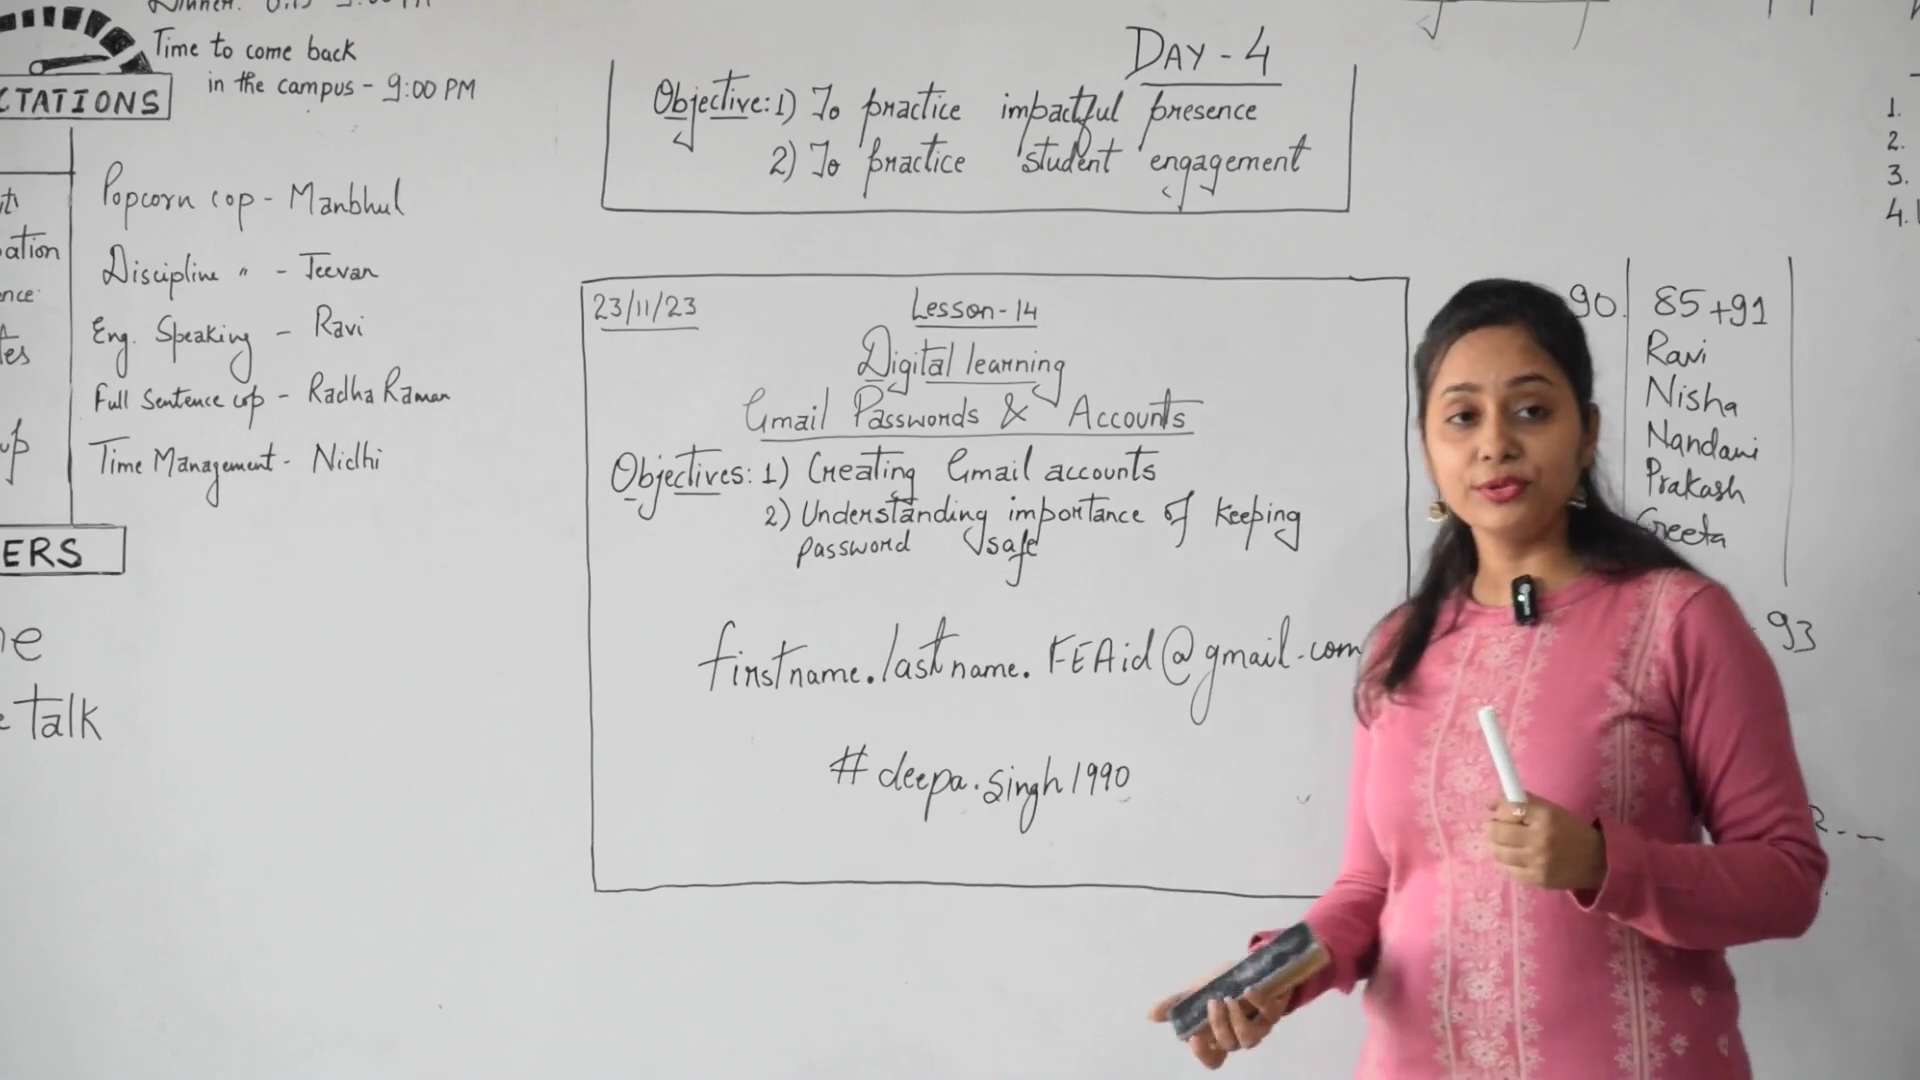 Time to come back
in the campus - 9:00 PM
Popcorn cop - Manbhul
Discipline " - Jeevan
Eng. Speaking - Ravi
Full Sentence cop - Radha Raman
Time Management - Nidhi
ERS
talk
DAY - 4
Objective: 1) To practice impactful presence
2) To practice student engagement
23/11/23
Lesson - 14
Digital learning
Gmail Passwords & Accounts
Objectives: 1) Creating Gmail accounts
2) Understanding importance of keeping
password safe
firstname.lastname.FEAid@gmail.com
#deepa.singh1990
90
85+91
Ravi
Nisha
Nandani
Prakash
Geeta
93
1.
2.
3.
4.